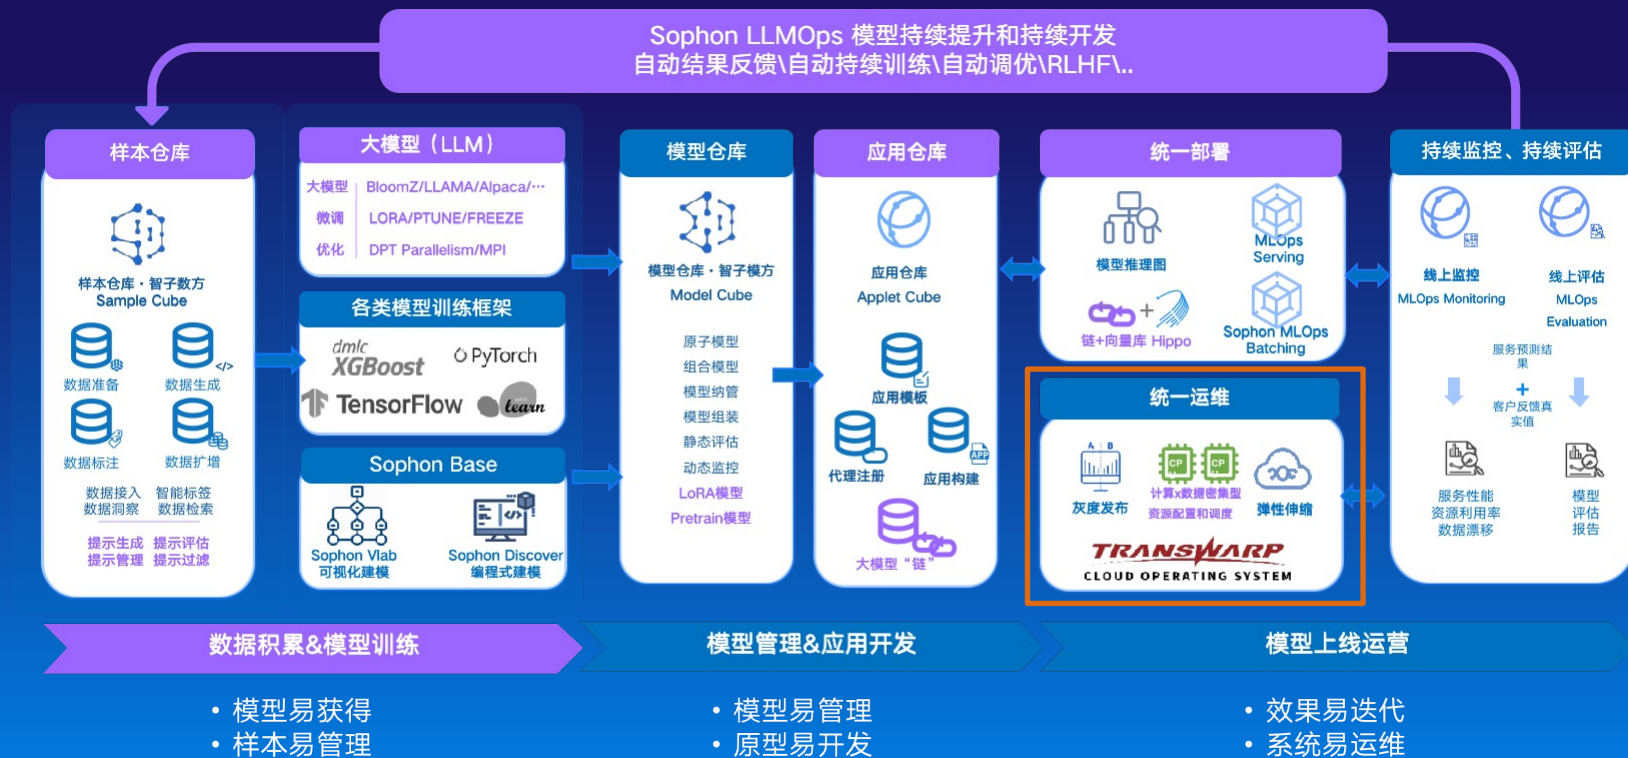 Sophon LLMOps 模型持续提升和持续开发
自动结果反馈\自动持续训练\自动调优\RLHF\..
样本仓库
样本仓库·智子数方
Sample Cube
数据准备
数据生成
数据标注
数据扩增
数据接入 智能标签
数据洞察 数据检索
提示生成 提示评估
提示管理 提示过滤
大模型（LLM）
大模型 BloomZ/LLAMA/Alpaca/···
微调 LORA/PTUNE/FREEZE
优化 DPT Parallelism/MPI
各类模型训练框架
dmlc
XGBoost
PyTorch
TensorFlow
learn
Sophon Base
Sophon Vlab
可视化建模
Sophon Discover
编程式建模
模型仓库
模型仓库·智子模方
Model Cube
原子模型
组合模型
模型纳管
模型组装
静态评估
动态监控
LoRA模型
Pretrain模型
应用仓库
应用仓库
Applet Cube
应用模板
代理注册
APP
应用构建
大模型“链”
统一部署
模型推理图
MLOps
Serving
+
链+向量库 Hippo
Sophon MLOps
Batching
统一运维
A B
灰度发布
CP CP
计算x数据密集型
资源配置和调度
弹性伸缩
TRANSWARP
CLOUD OPERATING SYSTEM
持续监控、持续评估
线上监控
MLOps Monitoring
线上评估
MLOps
Evaluation
服务预测结
果
+
客户反馈真
实值
服务性能
资源利用率
数据漂移
模型
评估
报告
数据积累&模型训练
模型管理&应用开发
模型上线运营
• 模型易获得
• 样本易管理
• 模型易管理
• 原型易开发
• 效果易迭代
• 系统易运维